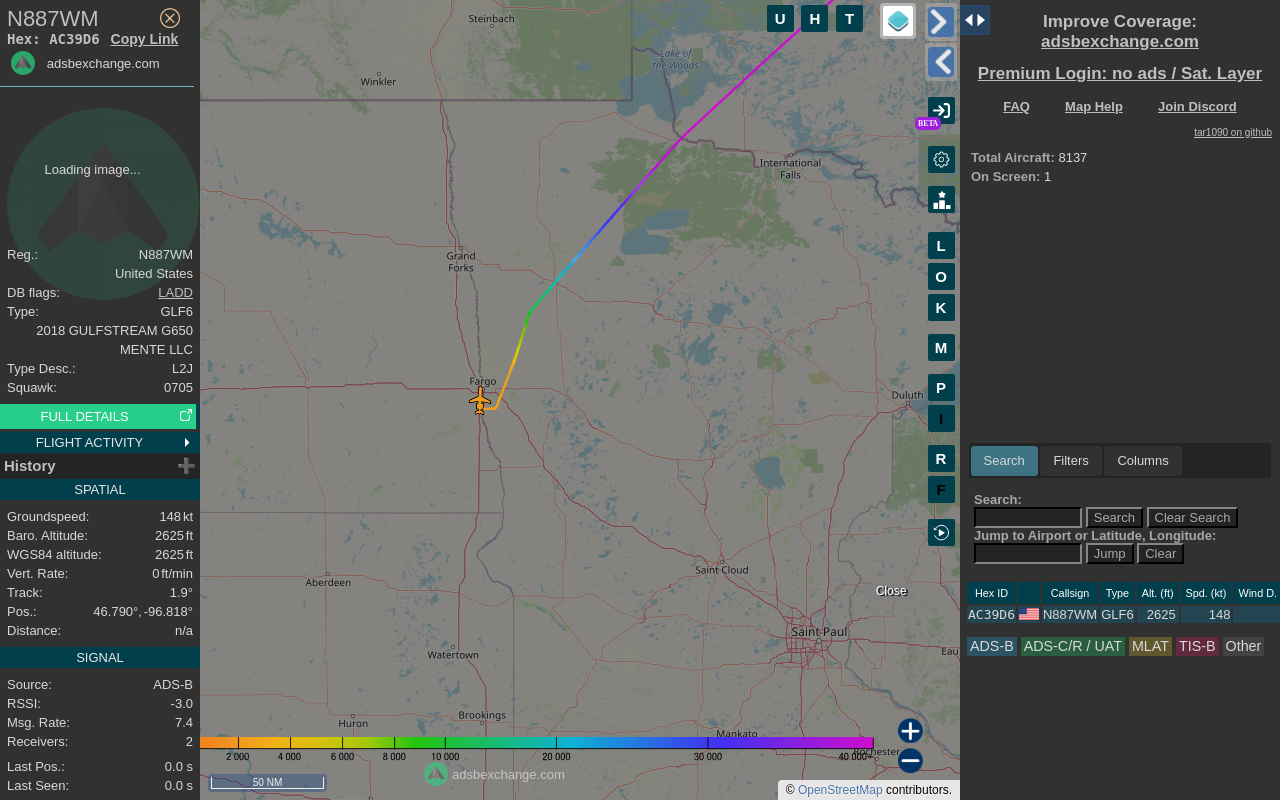 N887WM
Hex: AC39D6 Copy Link
adsbexchange.com
Loading image...
Reg.: N887WM
United States
DB flags: LADD
Type: GLF6
2018 GULFSTREAM G650
MENTE LLC
Type Desc.: L2J
Squawk: 0705
FULL DETAILS
FLIGHT ACTIVITY
History
SPATIAL
Groundspeed: 148 kt
Baro. Altitude: 2625 ft
WGS84 altitude: 2625 ft
Vert. Rate: 0 ft/min
Track: 1.9°
Pos.: 46.790°, -96.818°
Distance: n/a
SIGNAL
Source: ADS-B
RSSI: -3.0
Msg. Rate: 7.4
Receivers: 2
Last Pos.: 0.0 s
Last Seen: 0.0 s
Steinbach
Lake of
the Woods
Winkler
International
Falls
Grand
Forks
Fargo
Duluth
Aberdeen
Saint Cloud
Close
Saint Paul
Watertown
Eau
Huron
Brookings
Mankato
Rochester
2 000 4 000 6 000 8 000 10 000 20 000 30 000 40 000+
adsbexchange.com
50 NM
© OpenStreetMap contributors.
U H T
BETA
L
O
K
M
P
I
R
F
Improve Coverage:
adsbexchange.com
Premium Login: no ads / Sat. Layer
FAQ Map Help Join Discord
tar1090 on github
Total Aircraft: 8137
On Screen: 1
Search Filters Columns
Search:
Search Clear Search
Jump to Airport or Latitude, Longitude:
Jump Clear
Hex ID Callsign Type Alt. (ft) Spd. (kt) Wind D.
AC39D6 N887WM GLF6 2625 148
ADS-B ADS-C/R / UAT MLAT TIS-B Other